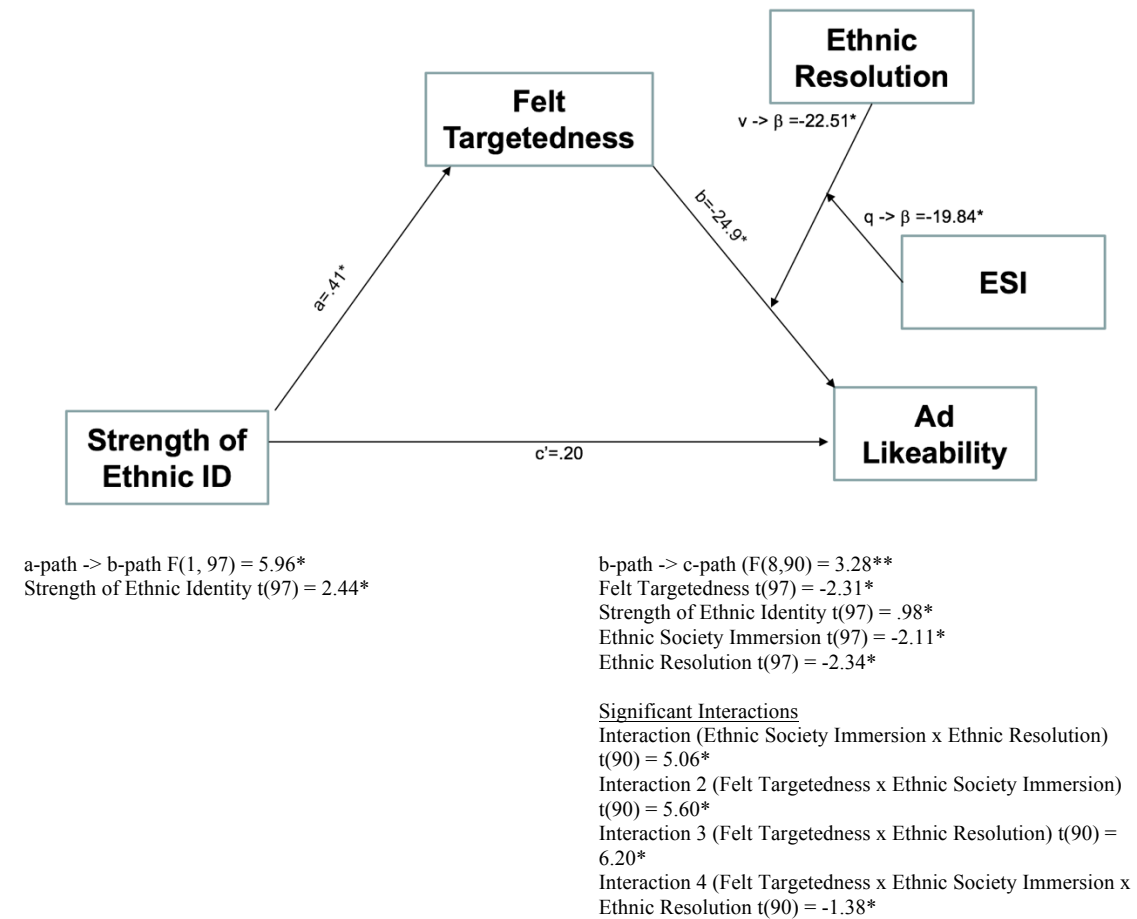 Ethnic
Resolution
Felt
Targetedness
v -> β =-22.51*
b=-24.9*
q -> β =-19.84*
ESI
a=.41*
Strength of
Ethnic ID
c'=.20
Ad
Likeability
a-path -> b-path F(1, 97) = 5.96*
Strength of Ethnic Identity t(97) = 2.44*
b-path -> c-path (F(8,90) = 3.28**
Felt Targetedness t(97) = -2.31*
Strength of Ethnic Identity t(97) = .98*
Ethnic Society Immersion t(97) = -2.11*
Ethnic Resolution t(97) = -2.34*
Significant Interactions
Interaction (Ethnic Society Immersion x Ethnic Resolution)
t(90) = 5.06*
Interaction 2 (Felt Targetedness x Ethnic Society Immersion)
t(90) = 5.60*
Interaction 3 (Felt Targetedness x Ethnic Resolution) t(90) =
6.20*
Interaction 4 (Felt Targetedness x Ethnic Society Immersion x
Ethnic Resolution t(90) = -1.38*